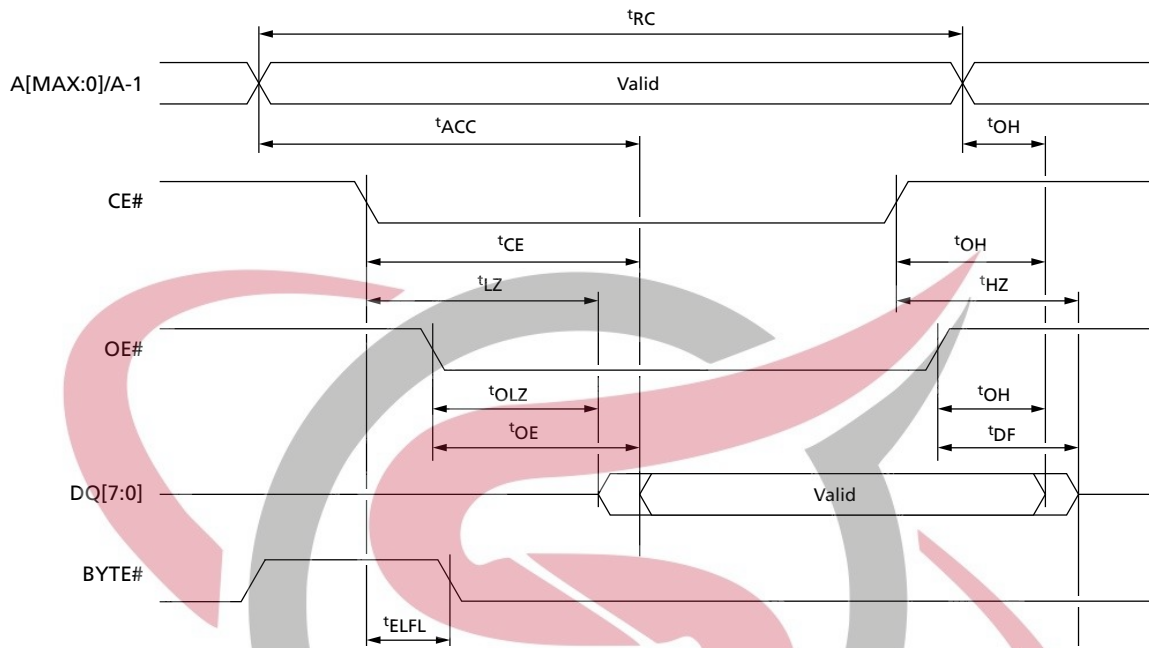 tRC
A[MAX:0]/A-1
Valid
tACC
tOH
CE#
tCE
tOH
tLZ
tHZ
OE#
tOLZ
tOH
tOE
tDF
DQ[7:0]
Valid
BYTE#
tELFL